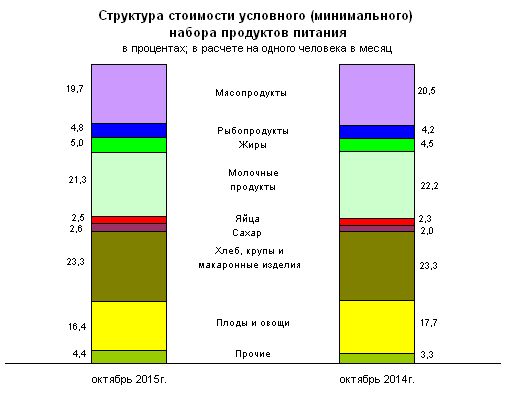 Структура стоимости условного (минимального)
набора продуктов питания
в процентах; в расчете на одного человека в месяц
19,7 Мясопродукты 20,5
4,8 Рыбопродукты 4,2
5,0 Жиры 4,5
21,3 Молочные 22,2
продукты
2,5 Яйца 2,3
2,6 Сахар 2,0
Хлеб, крупы и
23,3 макаронные изделия 23,3
16,4 Плоды и овощи 17,7
4,4 Прочие 3,3
октябрь 2015г. октябрь 2014г.